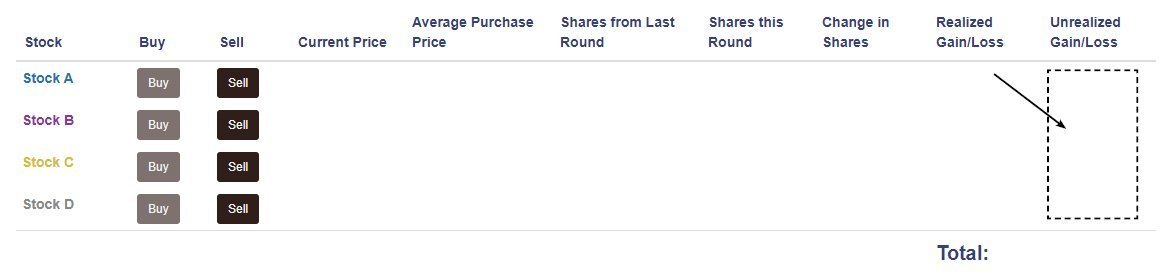 Stock Buy Sell Current Price Average Purchase Price Shares from Last Round Shares this Round Change in Shares Realized Gain/Loss Unrealized Gain/Loss
Stock A Buy Sell
Stock B Buy Sell
Stock C Buy Sell
Stock D Buy Sell
Total: